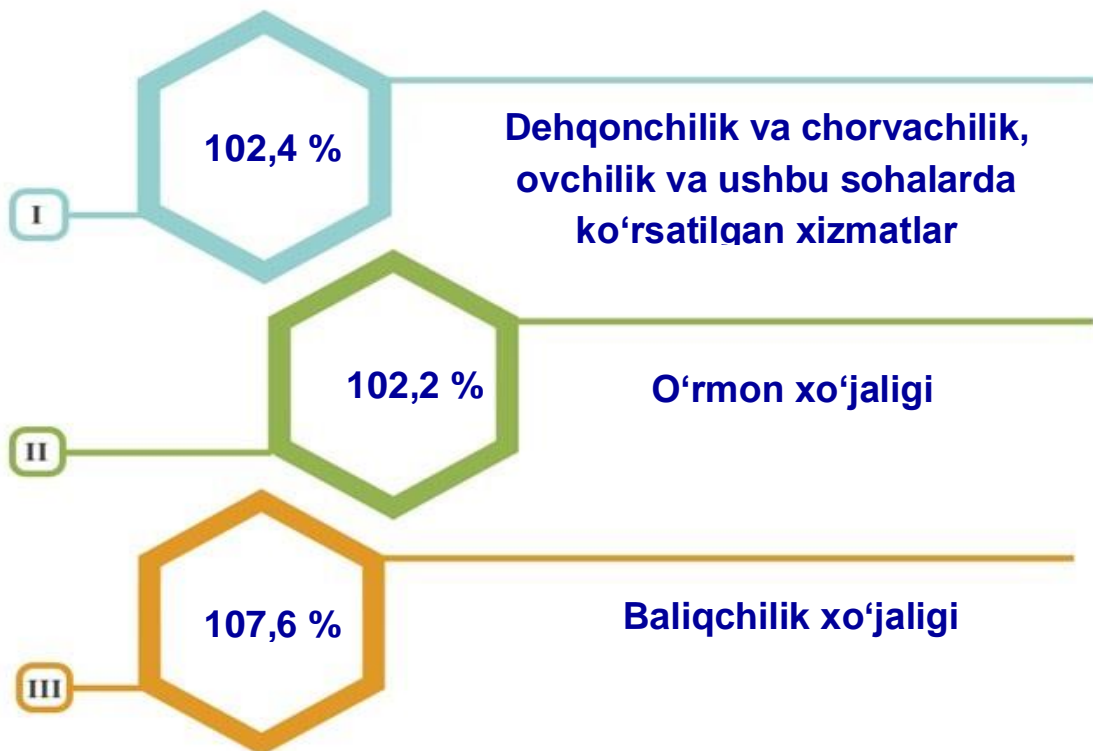 102,4 %
Dehqonchilik va chorvachilik,
ovchilik va ushbu sohalarda
ko‘rsatilgan xizmatlar
I
102,2 %
O‘rmon xo‘jaligi
II
107,6 %
Baliqchilik xo‘jaligi
III